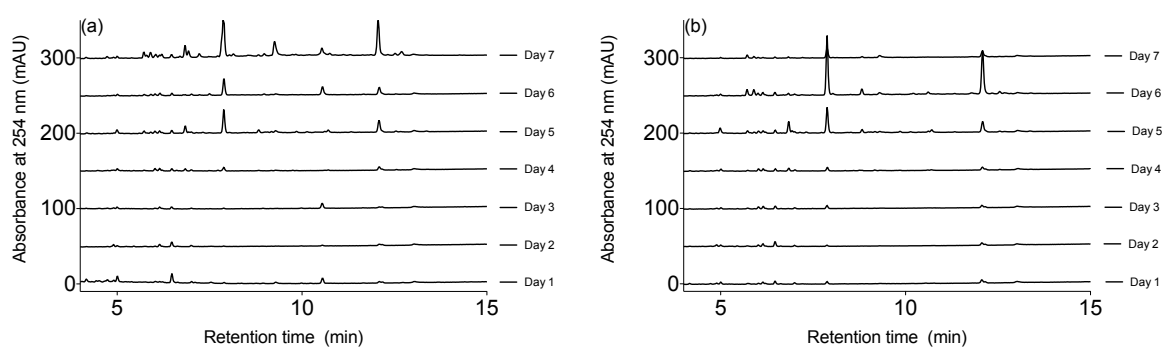 (a)
Absorbance at 254 nm (mAU)
300
200
100
0
Day 7
Day 6
Day 5
Day 4
Day 3
Day 2
Day 1
5
10
15
Retention time (min)
(b)
Absorbance at 254 nm (mAU)
300
200
100
0
Day 7
Day 6
Day 5
Day 4
Day 3
Day 2
Day 1
5
10
15
Retention time (min)